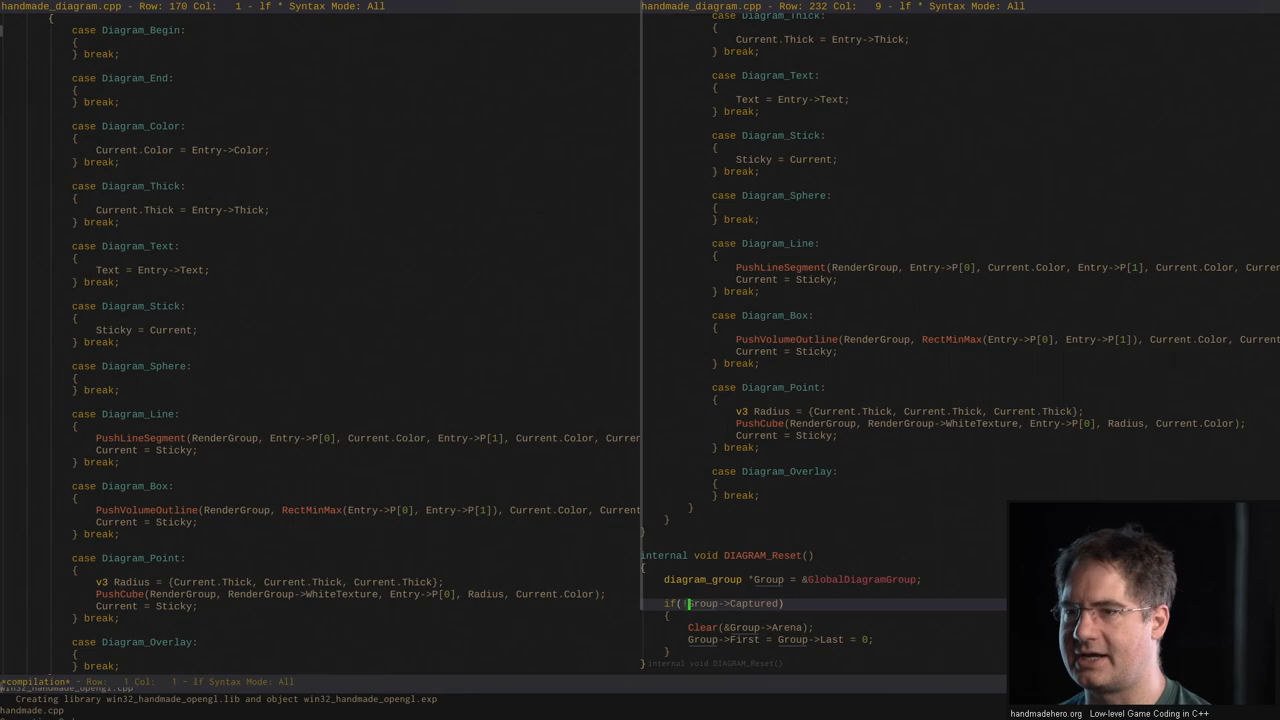 handmade_diagram.cpp - Row: 170 Col:   1 - lf * Syntax Mode: All
{
case Diagram_Begin:
{
} break;
case Diagram_End:
{
} break;
case Diagram_Color:
{
Current.Color = Entry->Color;
} break;
case Diagram_Thick:
{
Current.Thick = Entry->Thick;
} break;
case Diagram_Text:
{
Text = Entry->Text;
} break;
case Diagram_Stick:
{
Sticky = Current;
} break;
case Diagram_Sphere:
{
} break;
case Diagram_Line:
{
PushLineSegment(RenderGroup, Entry->P[0], Current.Color, Entry->P[1], Current.Color, Curren
Current = Sticky;
} break;
case Diagram_Box:
{
PushVolumeOutline(RenderGroup, RectMinMax(Entry->P[0], Entry->P[1]), Current.Color, Current
Current = Sticky;
} break;
case Diagram_Point:
{
v3 Radius = {Current.Thick, Current.Thick, Current.Thick};
PushCube(RenderGroup, RenderGroup->WhiteTexture, Entry->P[0], Radius, Current.Color);
Current = Sticky;
} break;
case Diagram_Overlay:
{
} break;
handmade_diagram.cpp - Row: 232 Col:   9 - lf * Syntax Mode: All
case Diagram_Thick:
{
Current.Thick = Entry->Thick;
} break;
case Diagram_Text:
{
Text = Entry->Text;
} break;
case Diagram_Stick:
{
Sticky = Current;
} break;
case Diagram_Sphere:
{
} break;
case Diagram_Line:
{
PushLineSegment(RenderGroup, Entry->P[0], Current.Color, Entry->P[1], Current.Color, Cu
Current = Sticky;
} break;
case Diagram_Box:
{
PushVolumeOutline(RenderGroup, RectMinMax(Entry->P[0], Entry->P[1]), Current.Color, Cur
Current = Sticky;
} break;
case Diagram_Point:
{
v3 Radius = {Current.Thick, Current.Thick, Current.Thick};
PushCube(RenderGroup, RenderGroup->WhiteTexture, Entry->P[0], Radius, Current.Color);
Current = Sticky;
} break;
case Diagram_Overlay:
{
} break;
}
}
}
internal void DIAGRAM_Reset()
{
diagram_group *Group = &GlobalDiagramGroup;
if(!Group->Captured)
{
Clear(&Group->Arena);
Group->First = Group->Last = 0;
}
} internal void DIAGRAM_Reset()
*compilation* - Row:   1 Col:   1 - lf Syntax Mode: All
win32_handmade_opengl.cpp
Creating library win32_handmade_opengl.lib and object win32_handmade_opengl.exp
handmade.cpp
handmadehero.org   Low-level Game Coding in C++